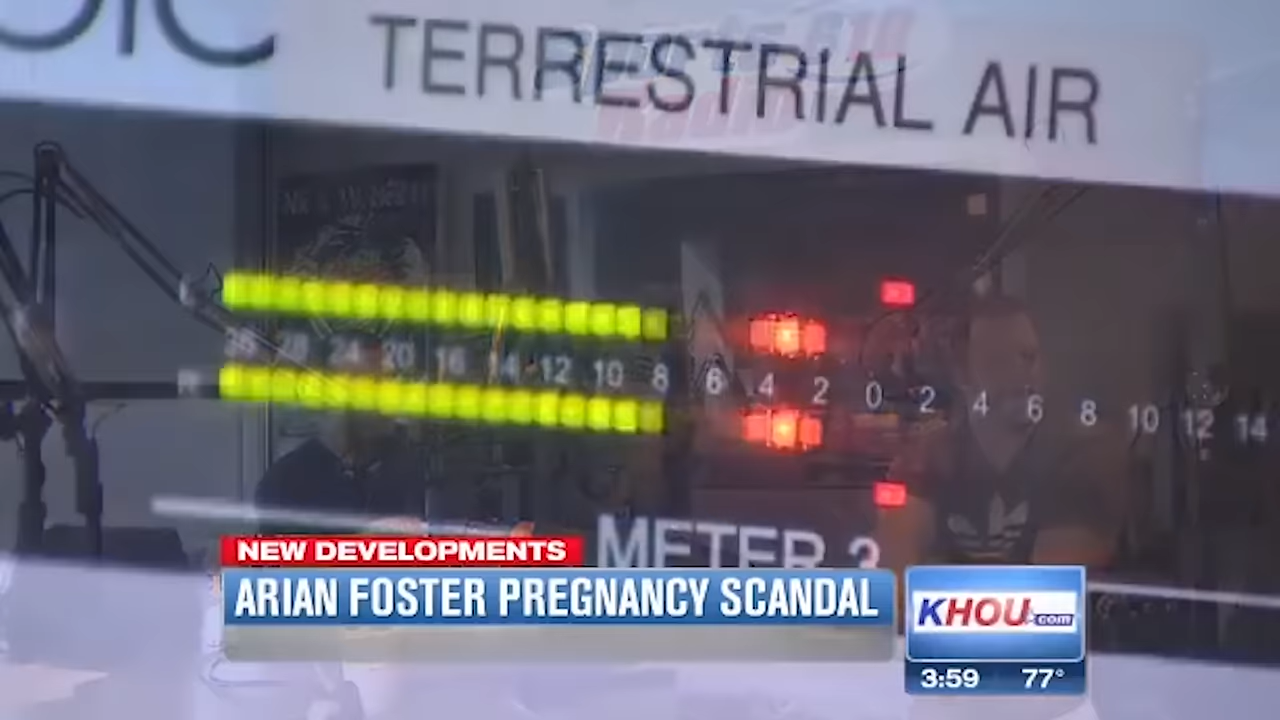 TERRESTRIAL AIR
36 28 24 20 16 14 12 10 8 6 4 2 0 2 4 6 8 10 12 14
R
METER 3
NEW DEVELOPMENTS
ARIAN FOSTER PREGNANCY SCANDAL
KHOU.com
3:59 77°